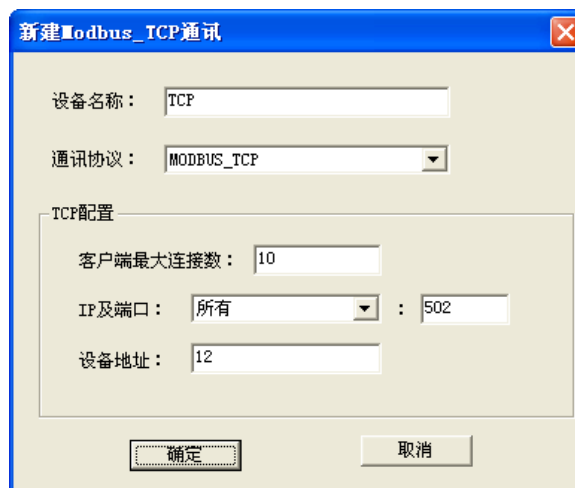 新建Modbus_TCP通讯
设备名称： TCP
通讯协议： MODBUS_TCP
TCP配置
客户端最大连接数： 10
IP及端口： 所有 : 502
设备地址： 12
确定 取消